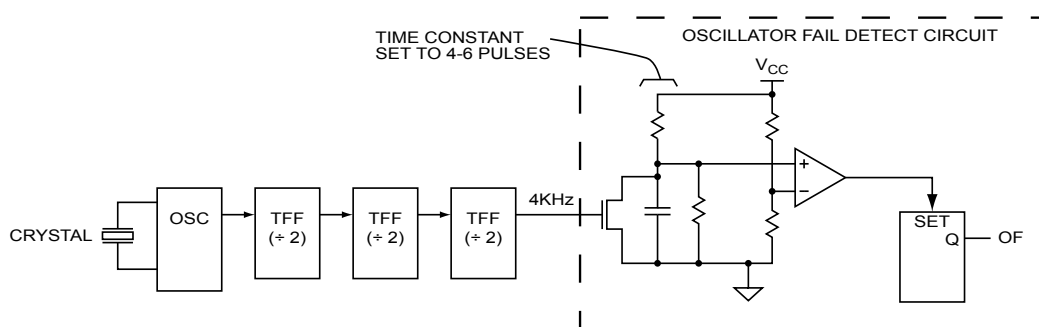 TIME CONSTANT
SET TO 4-6 PULSES
OSCILLATOR FAIL DETECT CIRCUIT
VCC
4KHz
+
−
CRYSTAL
OSC
TFF
(÷ 2)
TFF
(÷ 2)
TFF
(÷ 2)
SET
Q
OF